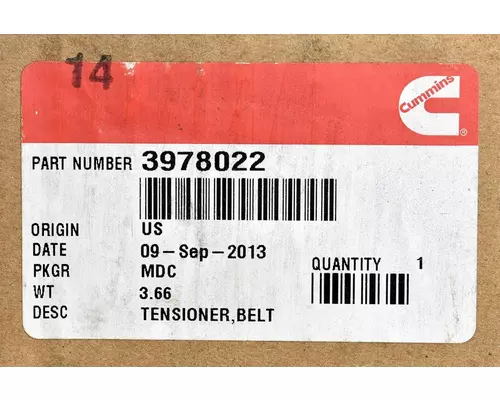 14
Cummins
®
PART NUMBER 3978022
ORIGIN US
DATE 09-Sep-2013
PKGR MDC
QUANTITY 1
WT 3.66
DESC TENSIONER,BELT